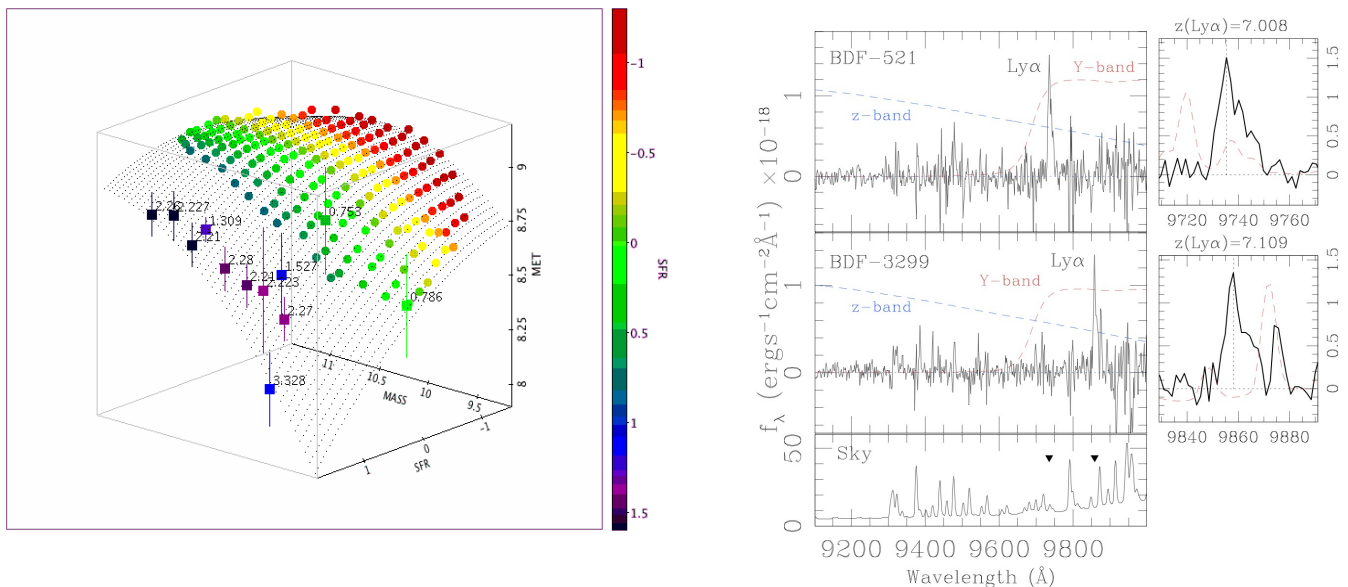 −1
−0.5
0
0.5
1
1.5
SFR
9
8.75
8.5
8.25
8
MET
11
10.5
10
9.5
MASS
1
0
−1
SFR
2.227
1.309
2.21
0.753
2.28
1.527
2.223
2.27
0.786
3.328
BDF−521
Lyα
Y−band
z−band
1
0
BDF−3299
Lyα
Y−band
z−band
1
0
f_λ (ergs⁻¹cm⁻²Å⁻¹) × 10⁻¹⁸
Sky
50
0
9200 9400 9600 9800
Wavelength (Å)
z(Lyα)=7.008
1.5
1
0.5
0
9720 9740 9760
z(Lyα)=7.109
1.5
1
0.5
0
9840 9860 9880